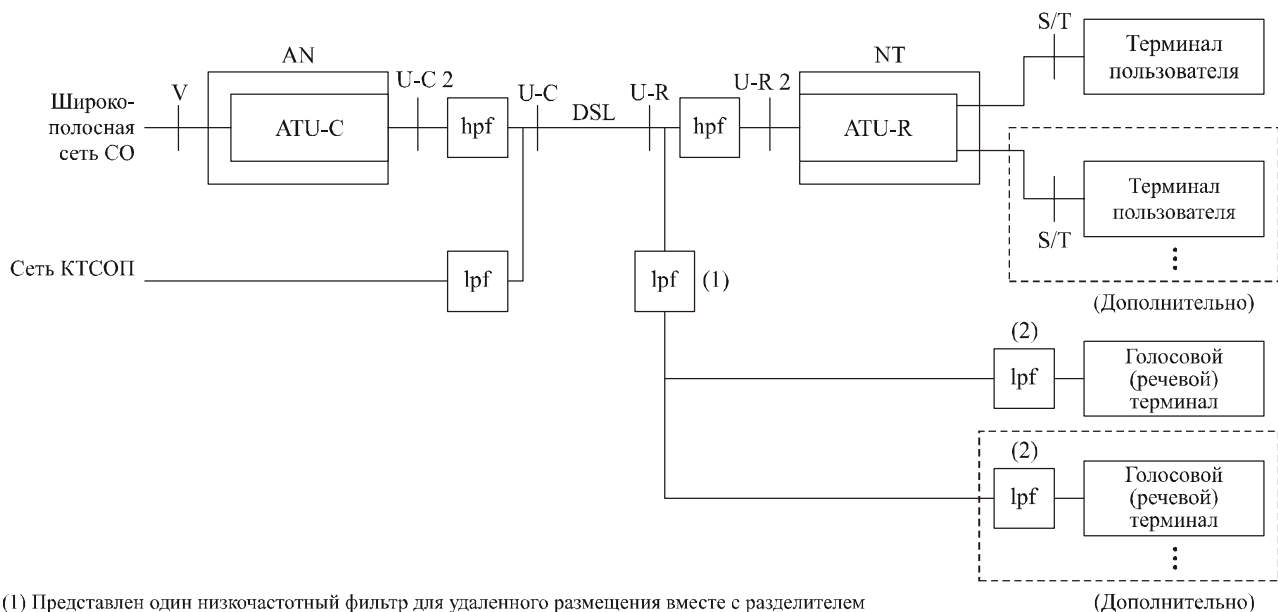 AN
NT
S/T
Терминал
пользователя
Широко-
полосная
сеть CO
V
ATU-C
U-C 2
hpf
U-C
DSL
U-R
hpf
U-R 2
ATU-R
Терминал
пользователя
S/T
(Дополнительно)
Сеть КТСОП
lpf
lpf
(1)
(2)
lpf
Голосовой
(речевой)
терминал
(2)
lpf
Голосовой
(речевой)
терминал
(Дополнительно)
(1) Представлен один низкочастотный фильтр для удаленного размещения вместе с разделителем